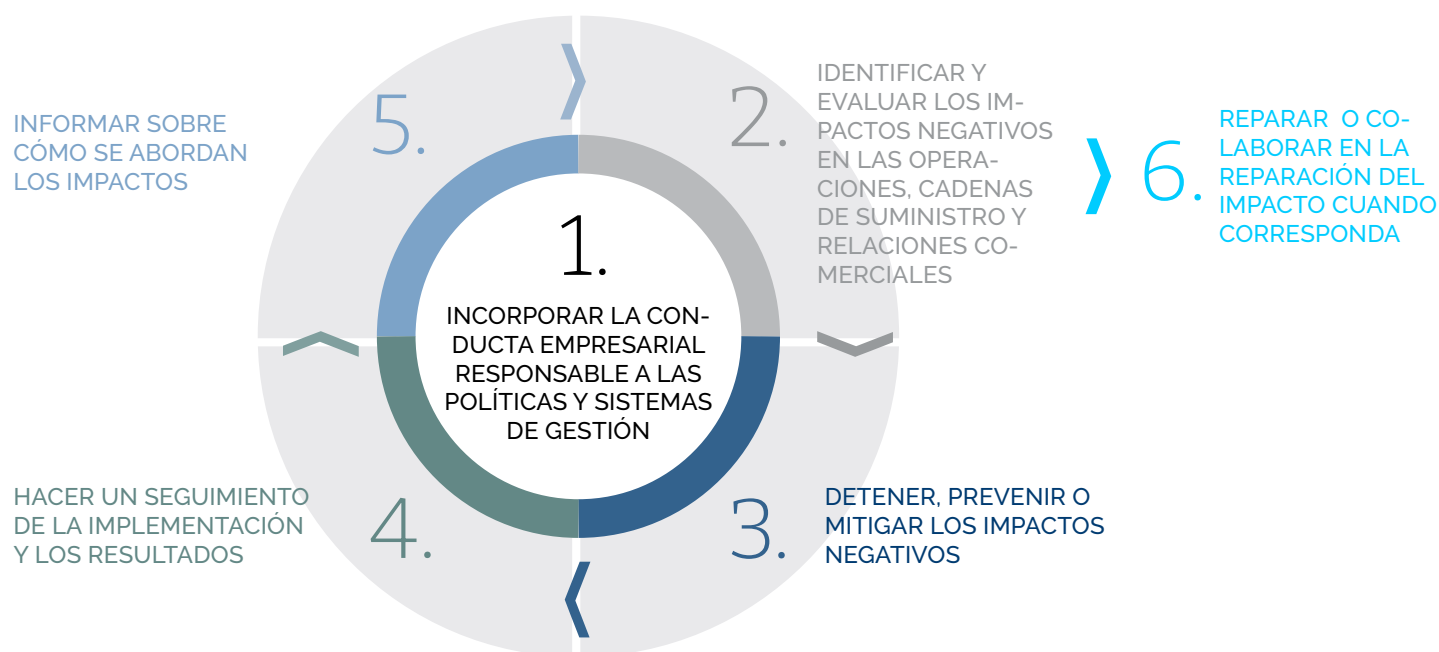 1.
INCORPORAR LA CON-
DUCTA EMPRESARIAL
RESPONSABLE A LAS
POLÍTICAS Y SISTEMAS
DE GESTIÓN
2.
IDENTIFICAR Y
EVALUAR LOS IM-
PACTOS NEGATIVOS
EN LAS OPERA-
CIONES, CADENAS
DE SUMINISTRO Y
RELACIONES CO-
MERCIALES
3.
DETENER, PREVENIR O
MITIGAR LOS IMPACTOS
NEGATIVOS
4.
HACER UN SEGUIMIENTO
DE LA IMPLEMENTACIÓN
Y LOS RESULTADOS
5.
INFORMAR SOBRE
CÓMO SE ABORDAN
LOS IMPACTOS
6.
REPARAR O CO-
LABORAR EN LA
REPARACIÓN DEL
IMPACTO CUANDO
CORRESPONDA